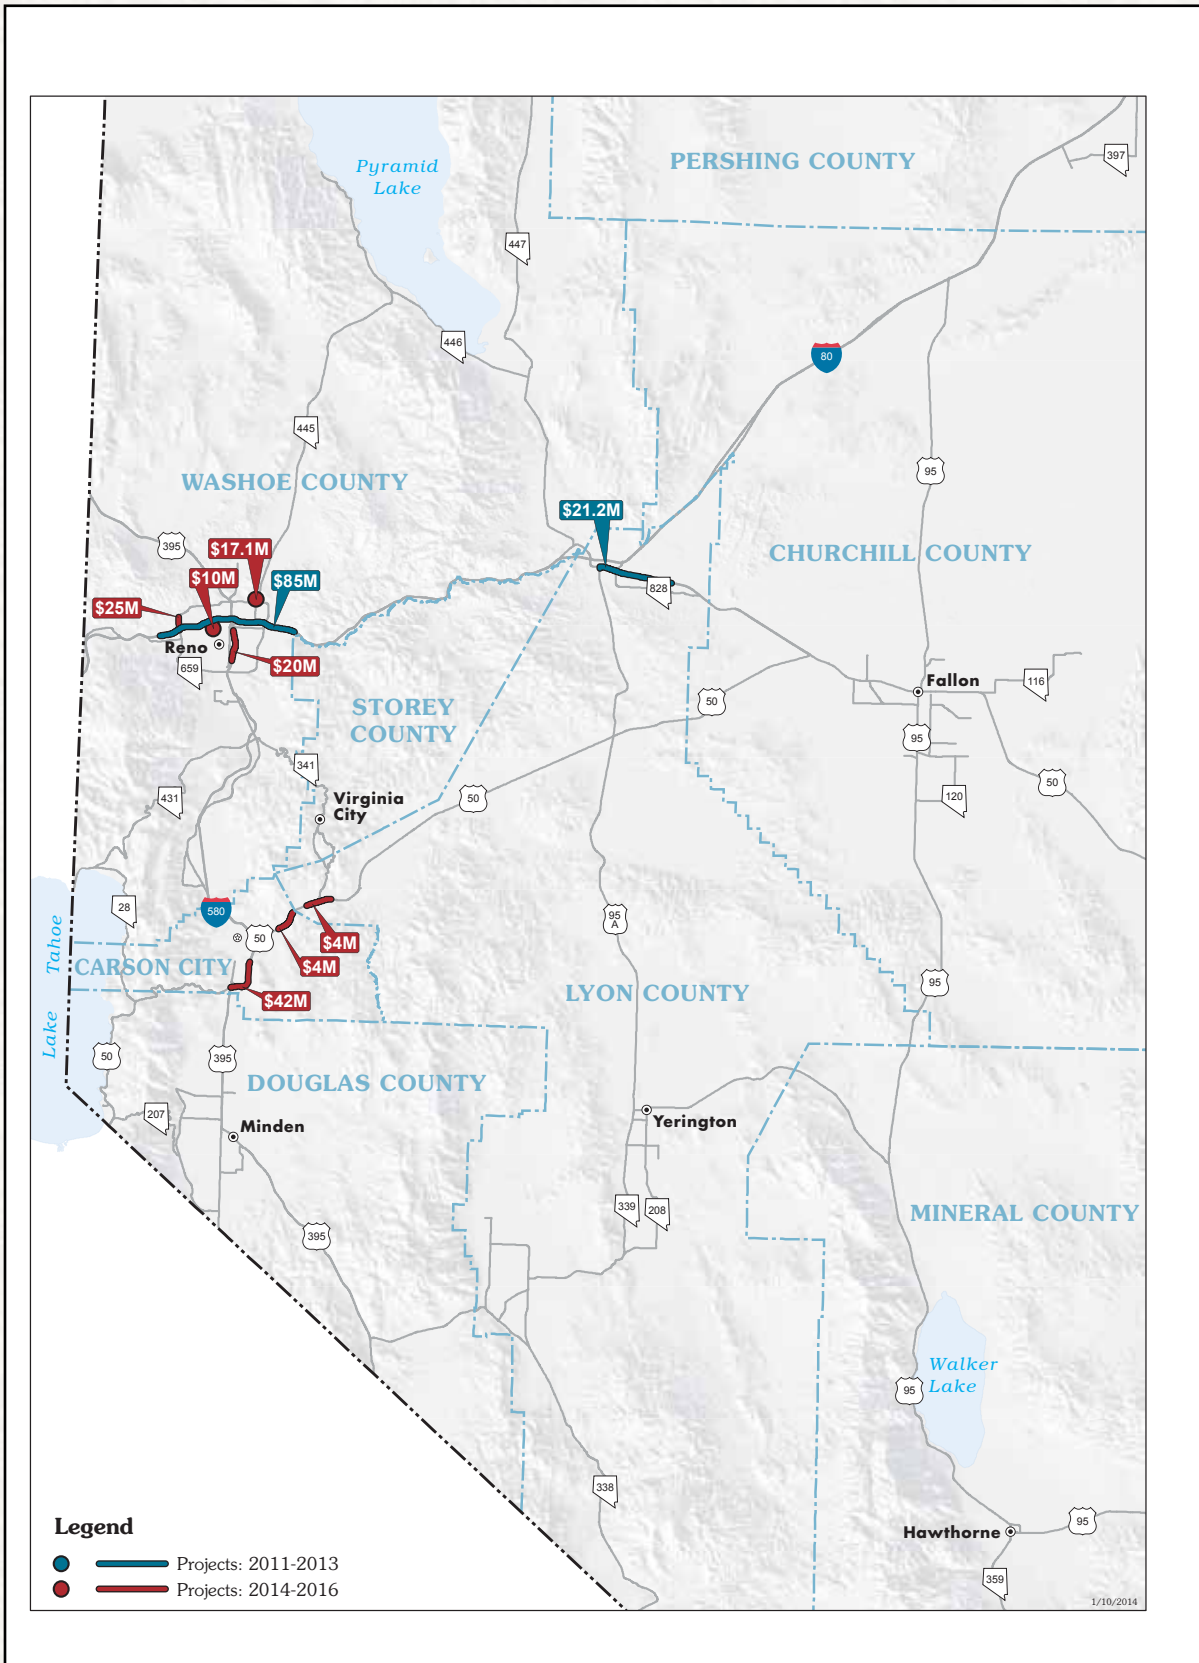 Pyramid
Lake
PERSHING COUNTY
397
447
446
80
445
95
WASHOE COUNTY
$21.2M
395
$17.1M
CHURCHILL COUNTY
$10M
$85M
828
$25M
Reno
$20M
659
Fallon
116
50
STOREY
COUNTY
95
341
50
431
Virginia
City
50
120
28
580
95
A
50
$4M
Lake Tahoe
CARSON CITY
$4M
95
LYON COUNTY
$42M
50
395
DOUGLAS COUNTY
207
Minden
Yerington
339
208
MINERAL COUNTY
395
Walker
Lake
95
338
Hawthorne
95
359
Legend
Projects: 2011-2013
Projects: 2014-2016
1/10/2014